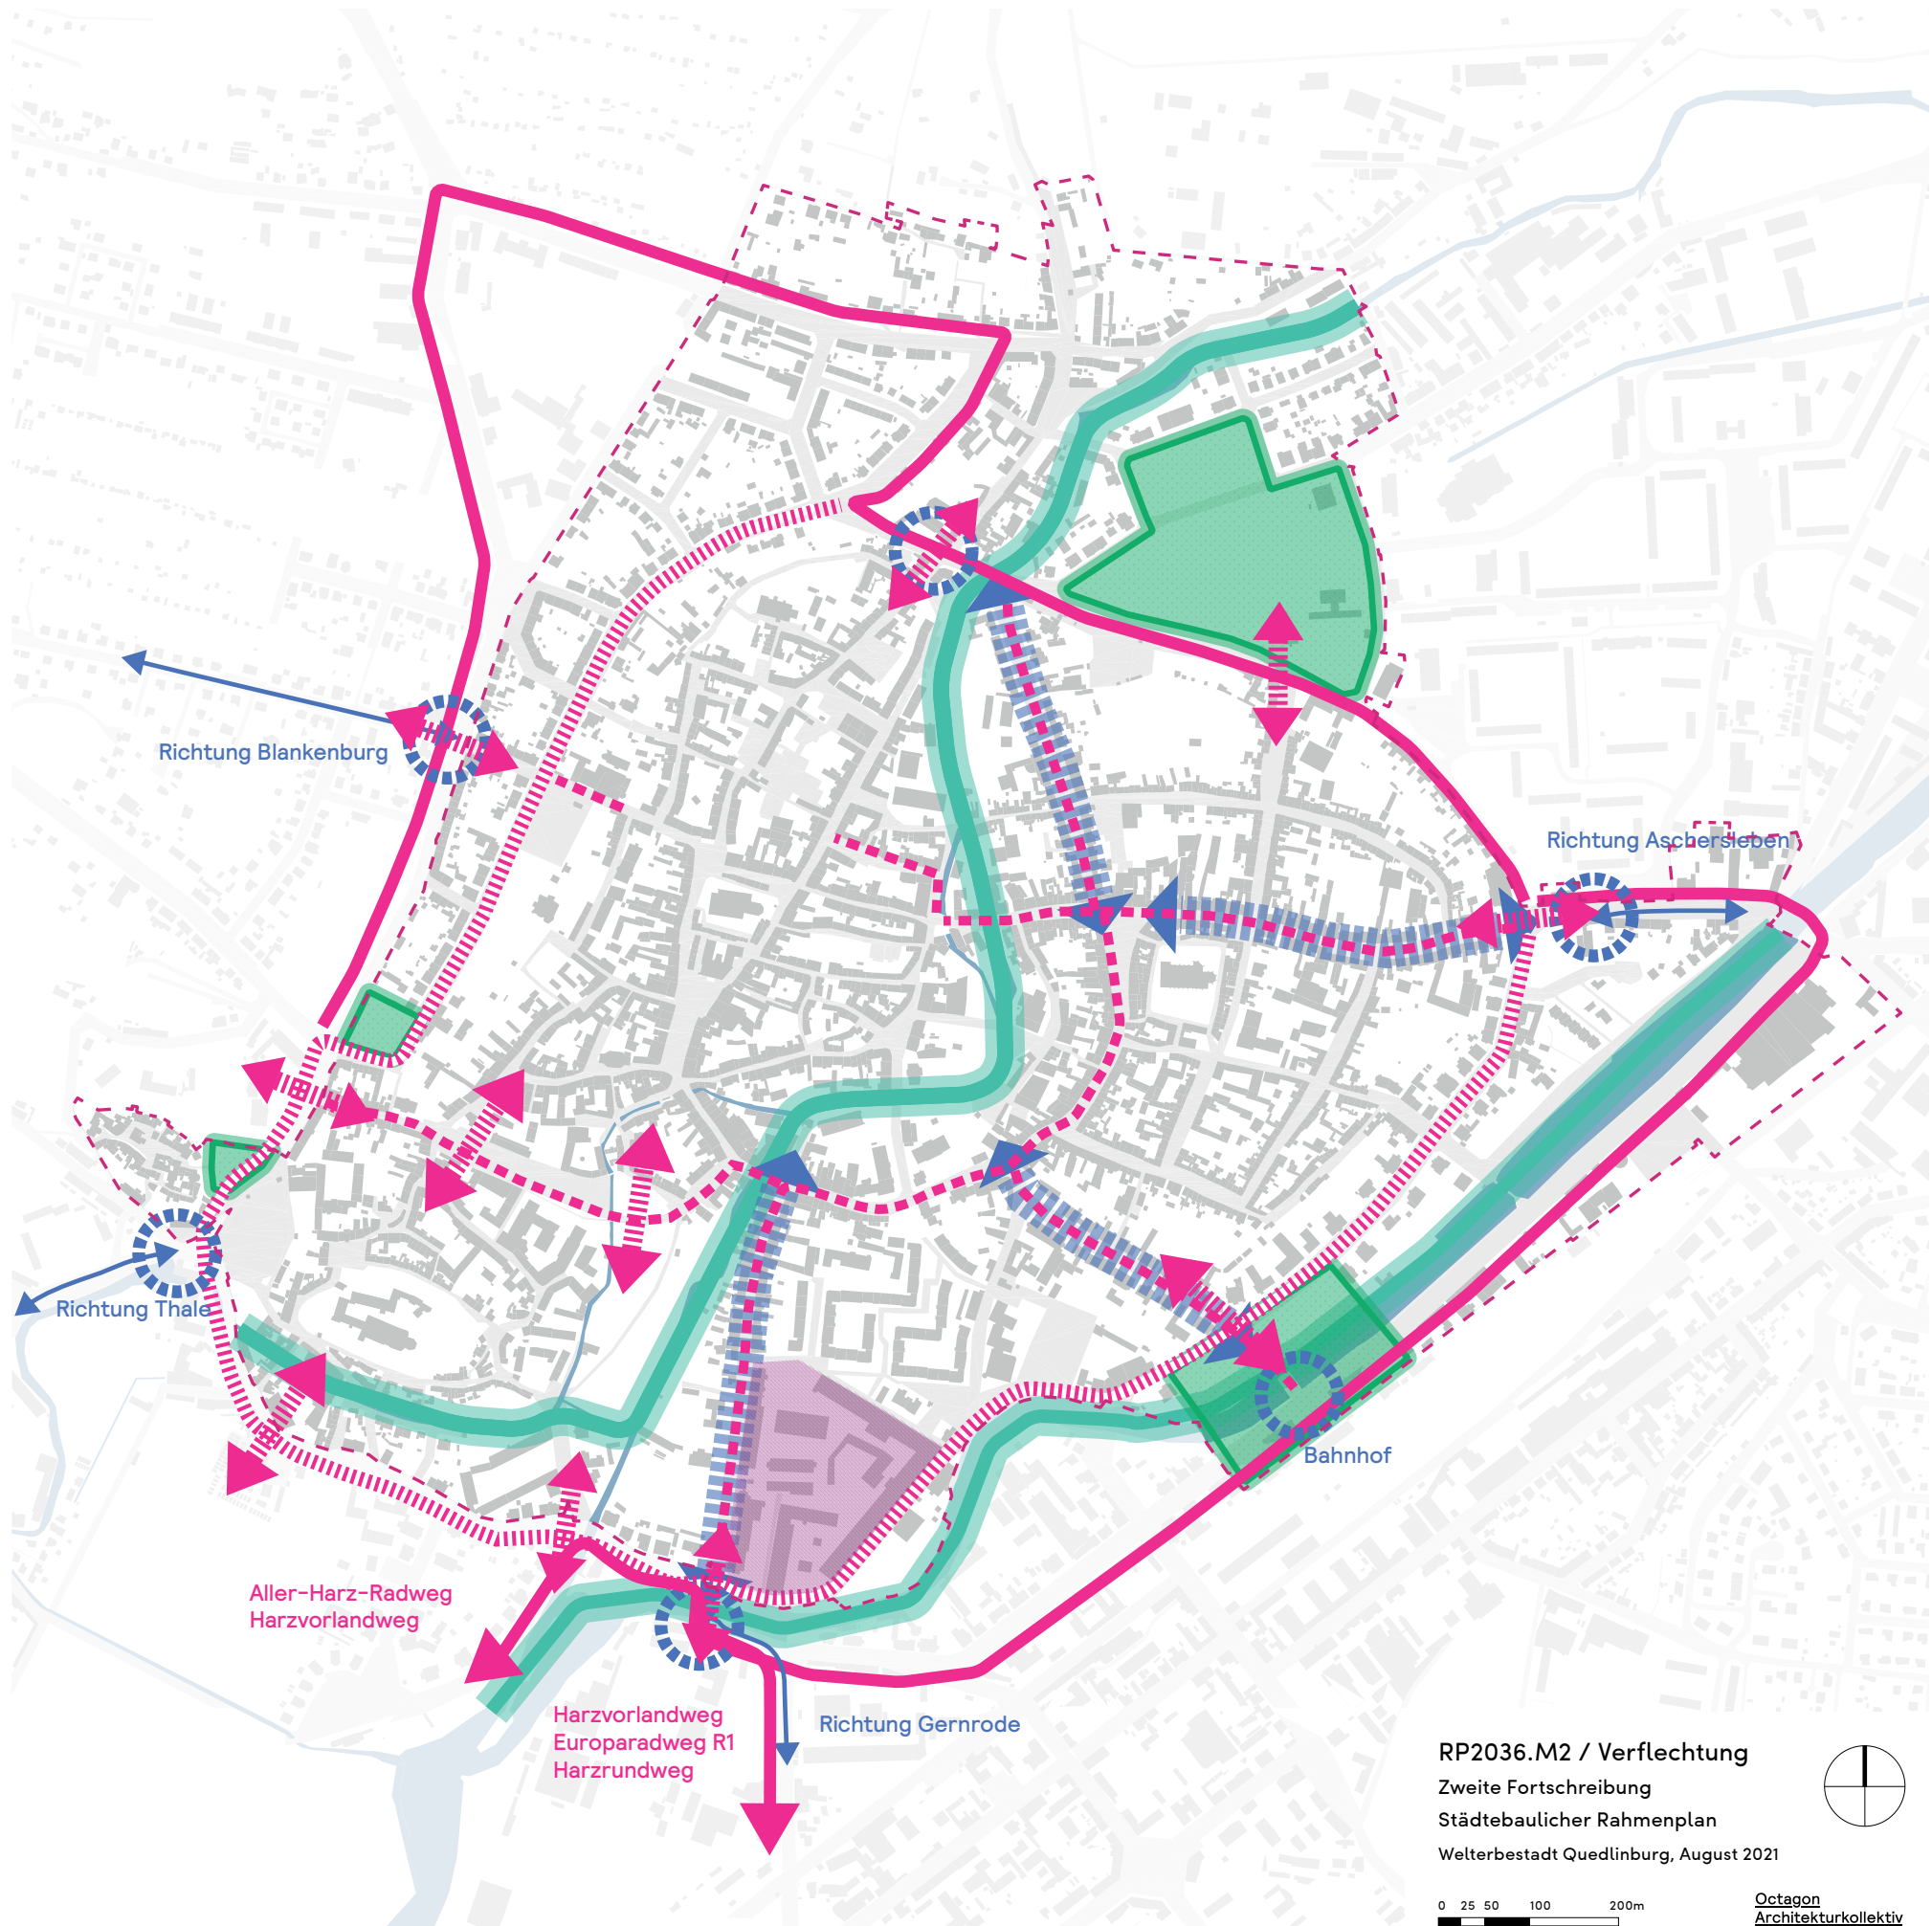 Richtung Blankenburg
Richtung Aschersleben
Richtung Thale
Bahnhof
Aller-Harz-Radweg
Harzvorlandweg
Harzvorlandweg
Europaradweg R1
Harzrundweg
Richtung Gernrode
RP2036.M2 / Verflechtung
Zweite Fortschreibung
Städtebaulicher Rahmenplan
Welterbestadt Quedlinburg, August 2021
0 25 50 100 200m
Octagon
Architekturkollektiv